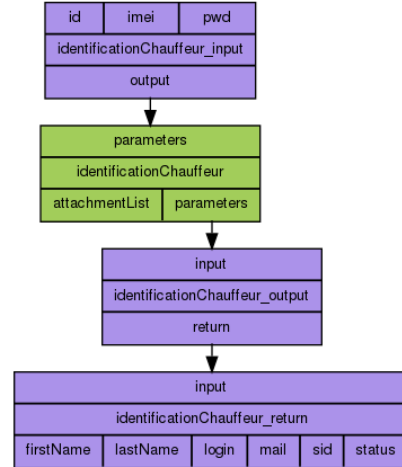 id imei pwd
identificationChauffeur_input
output
parameters
identificationChauffeur
attachmentList parameters
input
identificationChauffeur_output
return
input
identificationChauffeur_return
firstName lastName login mail sid status